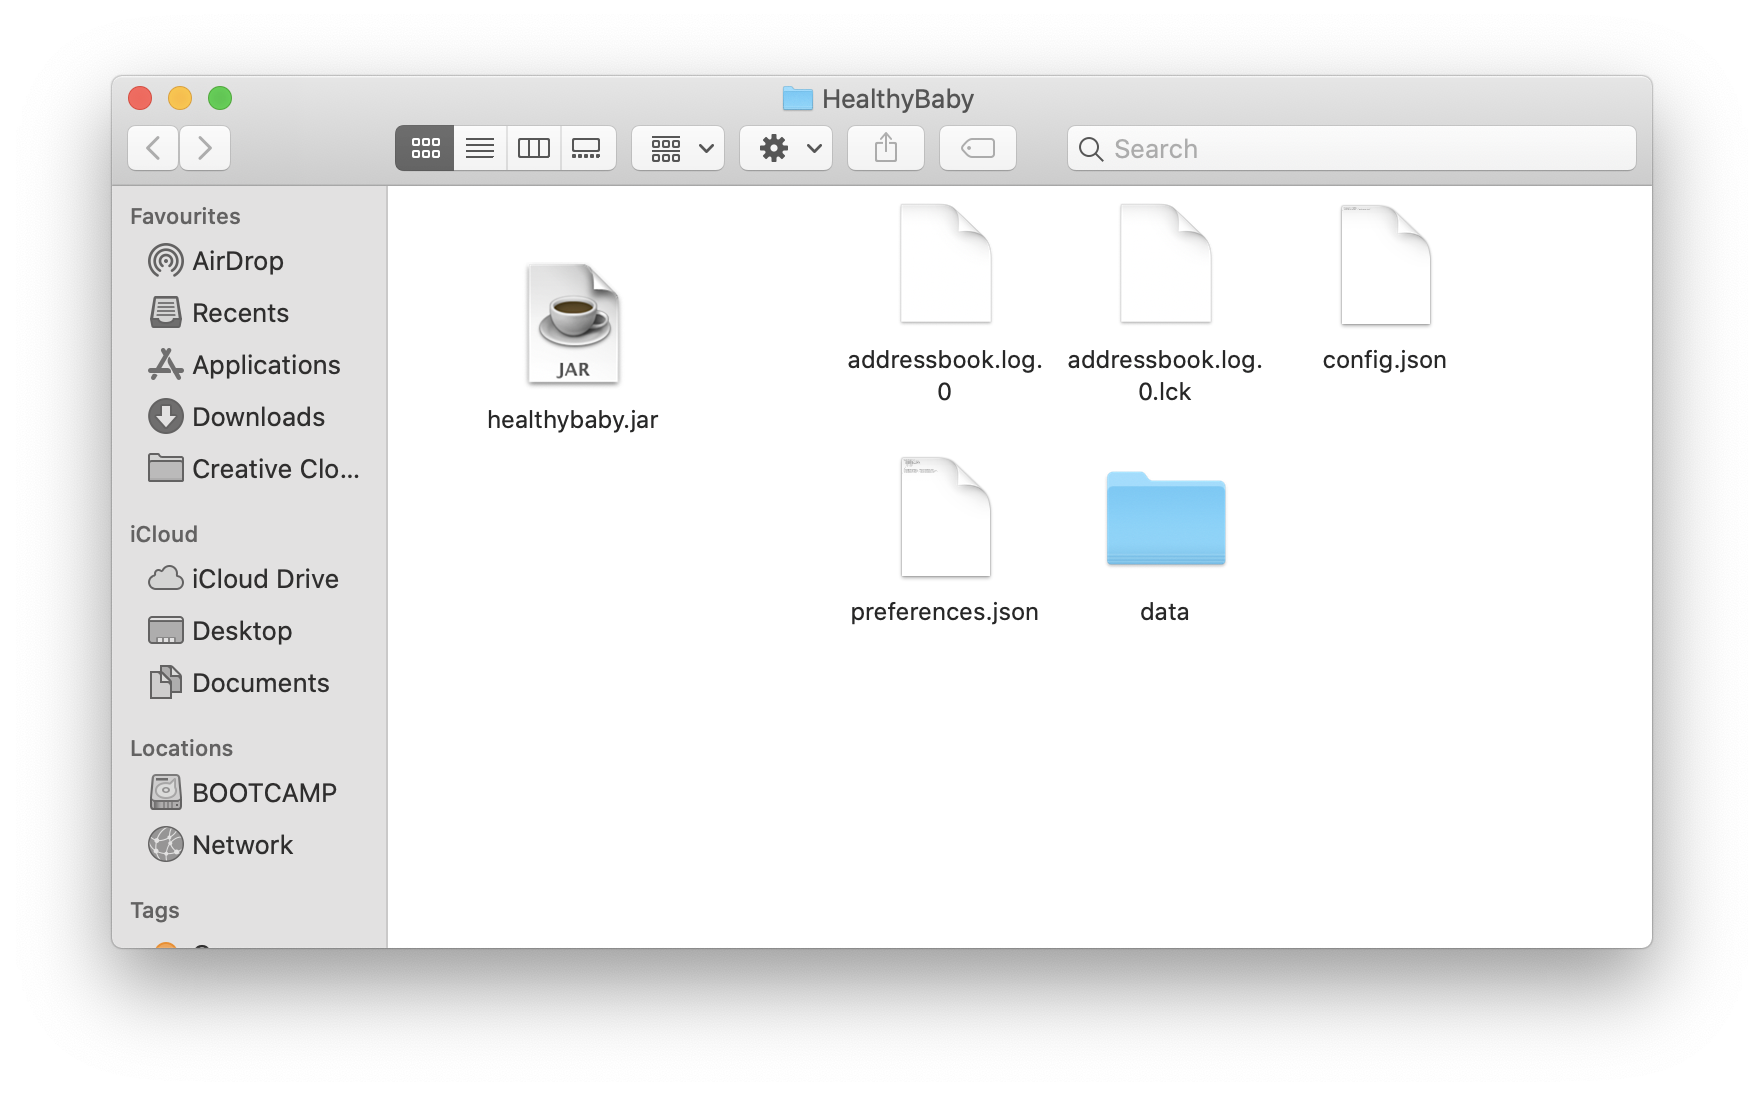 HealthyBaby
Search
Favourites
AirDrop
Recents
Applications
Downloads
Creative Clo...
iCloud
iCloud Drive
Desktop
Documents
Locations
BOOTCAMP
Network
Tags
JAR
healthybaby.jar
addressbook.log.
0
addressbook.log.
0.lck
config.json
preferences.json
data